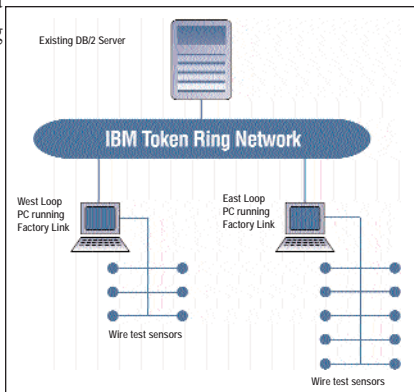 Existing DB/2 Server
IBM Token Ring Network
West Loop
PC running
Factory Link
East Loop
PC running
Factory Link
Wire test sensors
Wire test sensors